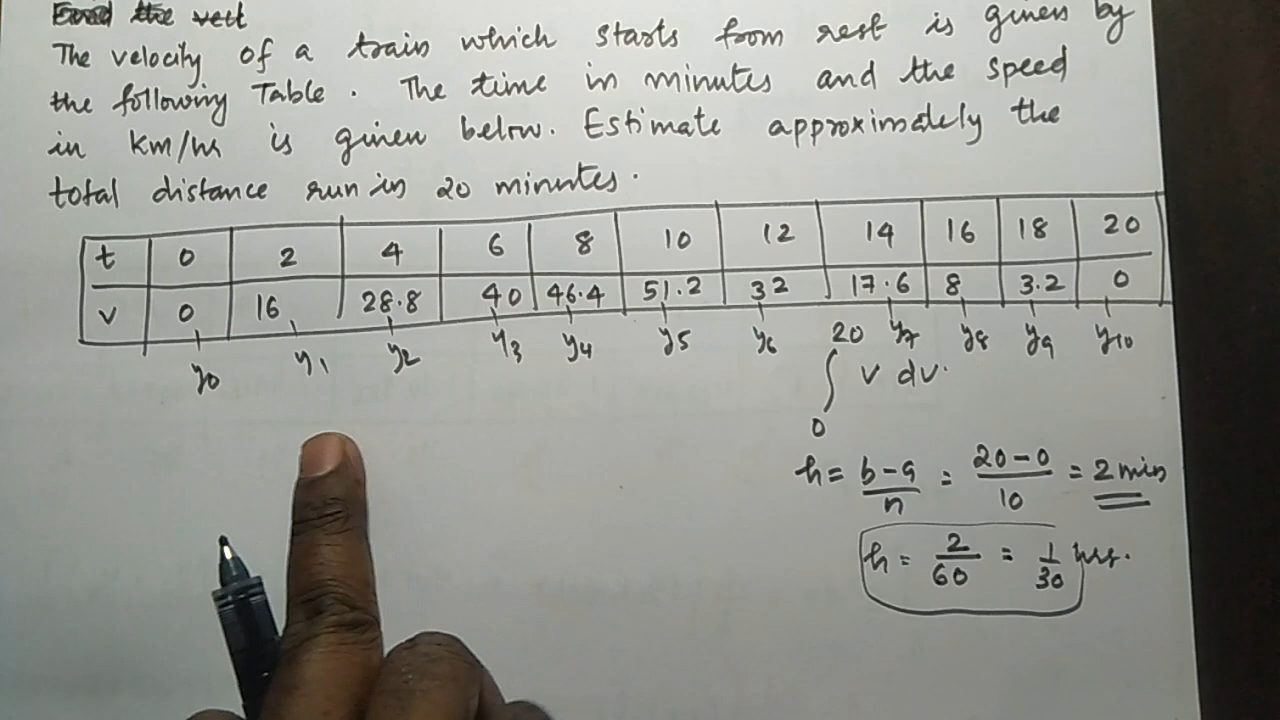 The velocity of a train which starts from rest is given by
the following Table. The time in minutes and the speed
in km/hr is given below. Estimate approximately the
total distance run in 20 minutes.
t 0 2 4 6 8 10 12 14 16 18 20
v 0 16 28.8 40 46.4 51.2 32 17.6 8 3.2 0
y0 y1 y2 y3 y4 y5 y6 y7 y8 y9 y10
∫ 0 20 v dv.
h = b-a/n = 20-0/10 = 2 min
h = 2/60 = 1/30 hrs.